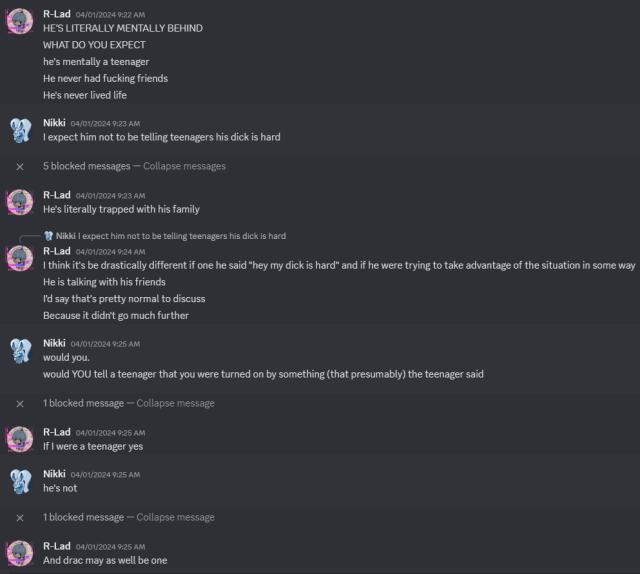 R-Lad 04/01/2024 9:22 AM
HE'S LITERALLY MENTALLY BEHIND
WHAT DO YOU EXPECT
he's mentally a teenager
He never had fucking friends
He's never lived life
Nikki 04/01/2024 9:23 AM
I expect him not to be telling teenagers his dick is hard
5 blocked messages — Collapse messages
R-Lad 04/01/2024 9:23 AM
He's literally trapped with his family
Nikki I expect him not to be telling teenagers his dick is hard
R-Lad 04/01/2024 9:24 AM
I think it's be drastically different if one he said "hey my dick is hard" and if he were trying to take advantage of the situation in some way
He is talking with his friends
I'd say that's pretty normal to discuss
Because it didn't go much further
Nikki 04/01/2024 9:25 AM
would you.
would YOU tell a teenager that you were turned on by something (that presumably) the teenager said
1 blocked message — Collapse message
R-Lad 04/01/2024 9:25 AM
If I were a teenager yes
Nikki 04/01/2024 9:25 AM
he's not
1 blocked message — Collapse message
R-Lad 04/01/2024 9:25 AM
And drac may as well be one